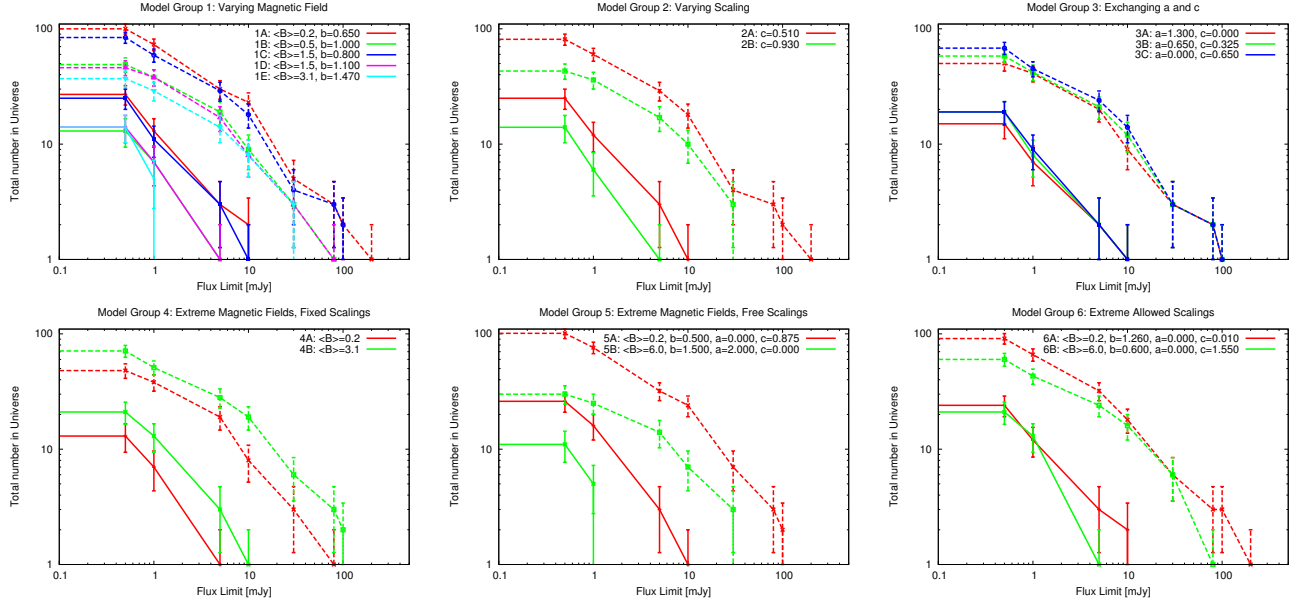 Model Group 1: Varying Magnetic Field
Total number in Universe
100
10
1
0.1
1
10
100
Flux Limit [mJy]
1A: <B>=0.2, b=0.650
1B: <B>=0.5, b=1.000
1C: <B>=1.5, b=0.800
1D: <B>=1.5, b=1.100
1E: <B>=3.1, b=1.470
Model Group 2: Varying Scaling
Total number in Universe
100
10
1
0.1
1
10
100
Flux Limit [mJy]
2A: c=0.510
2B: c=0.930
Model Group 3: Exchanging a and c
Total number in Universe
100
10
1
0.1
1
10
100
Flux Limit [mJy]
3A: a=1.300, c=0.000
3B: a=0.650, c=0.325
3C: a=0.000, c=0.650
Model Group 4: Extreme Magnetic Fields, Fixed Scalings
Total number in Universe
100
10
1
0.1
1
10
100
Flux Limit [mJy]
4A: <B>=0.2
4B: <B>=3.1
Model Group 5: Extreme Magnetic Fields, Free Scalings
Total number in Universe
100
10
1
0.1
1
10
100
Flux Limit [mJy]
5A: <B>=0.2, b=0.500, a=0.000, c=0.875
5B: <B>=6.0, b=1.500, a=2.000, c=0.000
Model Group 6: Extreme Allowed Scalings
Total number in Universe
100
10
1
0.1
1
10
100
Flux Limit [mJy]
6A: <B>=0.2, b=1.260, a=0.000, c=0.010
6B: <B>=6.0, b=0.600, a=0.000, c=1.550